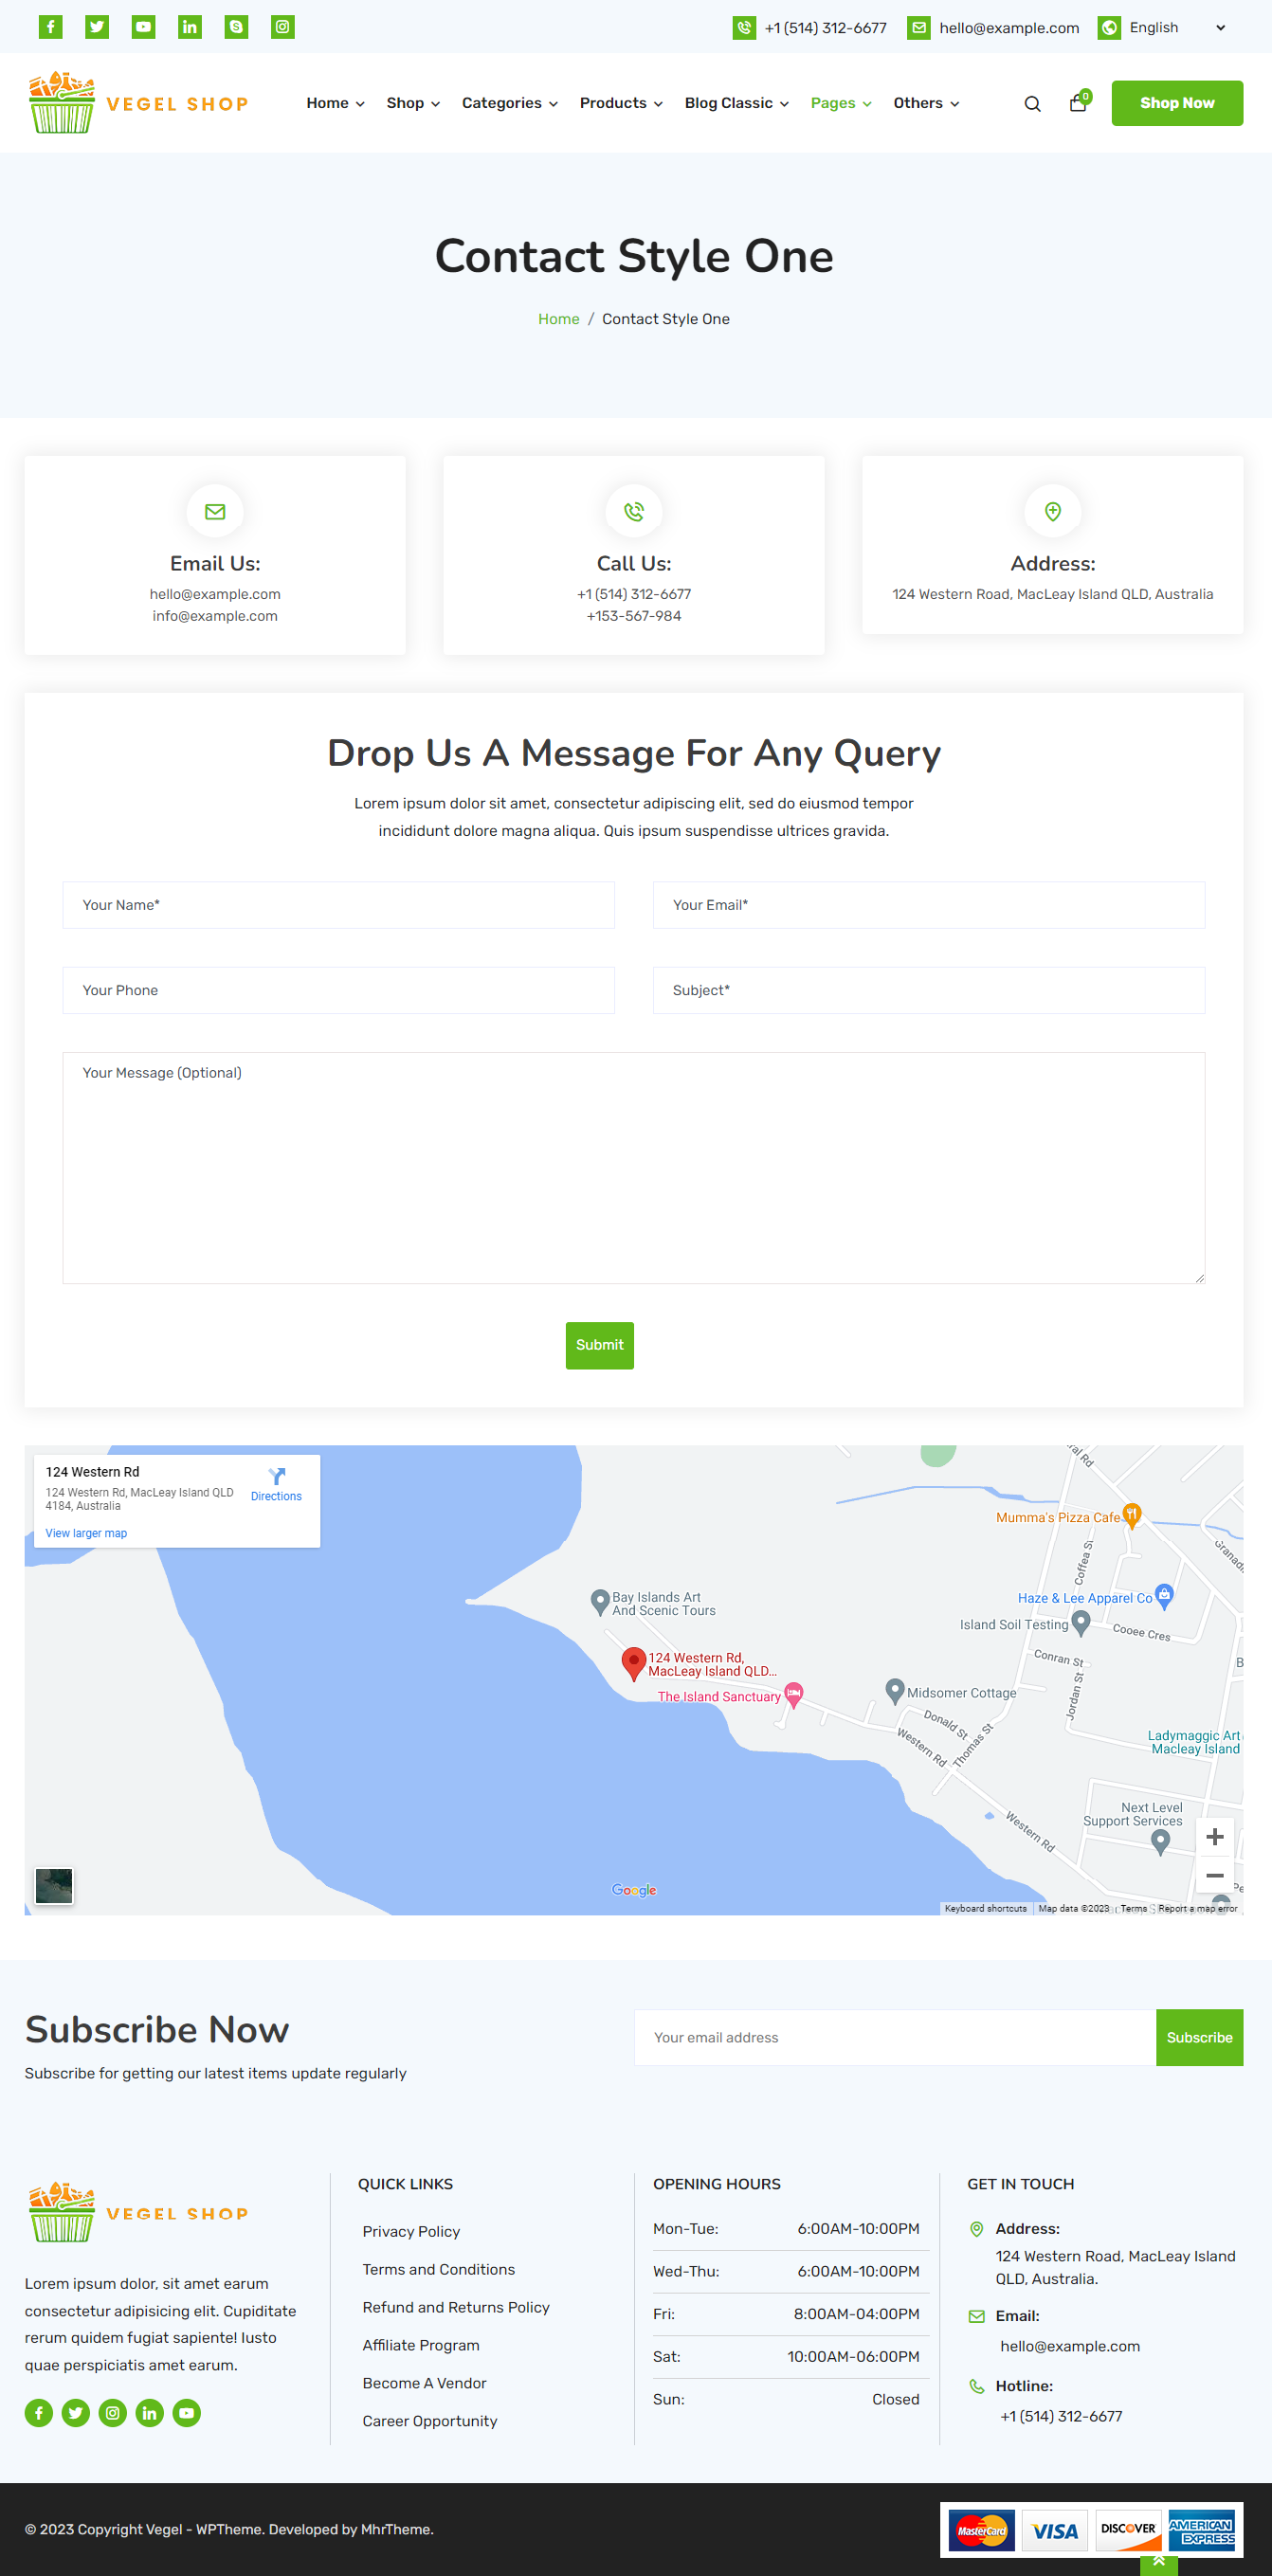 +1 (514) 312-6677
hello@example.com
English
VEGEL SHOP
Home
Shop
Categories
Products
Blog Classic
Pages
Others
0
Shop Now
Contact Style One
Home / Contact Style One
Email Us:
hello@example.com
info@example.com
Call Us:
+1 (514) 312-6677
+153-567-984
Address:
124 Western Road, MacLeay Island QLD, Australia
Drop Us A Message For Any Query
Lorem ipsum dolor sit amet, consectetur adipiscing elit, sed do eiusmod tempor
incididunt dolore magna aliqua. Quis ipsum suspendisse ultrices gravida.
Your Name*
Your Email*
Your Phone
Subject*
Your Message (Optional)
Submit
124 Western Rd
124 Western Rd, MacLeay Island QLD
4184, Australia
Directions
View larger map
Mumma's Pizza Cafe
Coffea St
Haze & Lee Apparel Co
Bay Islands Art
And Scenic Tours
Island Soil Testing
Cooee Cres
Conran St
124 Western Rd,
MacLeay Island QLD...
The Island Sanctuary
Midsomer Cottage
Jordan St
Donald St
Thomas St
Western Rd
Ladymaggic Art
Macleay Island
Next Level
Support Services
Western Rd
Google
Keyboard shortcuts
Map data ©2023
Terms
Report a map error
Subscribe Now
Subscribe for getting our latest items update regularly
Your email address
Subscribe
VEGEL SHOP
Lorem ipsum dolor, sit amet earum
consectetur adipisicing elit. Cupiditate
rerum quidem fugiat sapiente! Iusto
quae perspiciatis amet earum.
QUICK LINKS
Privacy Policy
Terms and Conditions
Refund and Returns Policy
Affiliate Program
Become A Vendor
Career Opportunity
OPENING HOURS
Mon-Tue: 6:00AM-10:00PM
Wed-Thu: 6:00AM-10:00PM
Fri: 8:00AM-04:00PM
Sat: 10:00AM-06:00PM
Sun: Closed
GET IN TOUCH
Address:
124 Western Road, MacLeay Island
QLD, Australia.
Email:
hello@example.com
Hotline:
+1 (514) 312-6677
© 2023 Copyright Vegel - WPTheme. Developed by MhrTheme.
MasterCard
VISA
DISCOVER
AMERICAN
EXPRESS